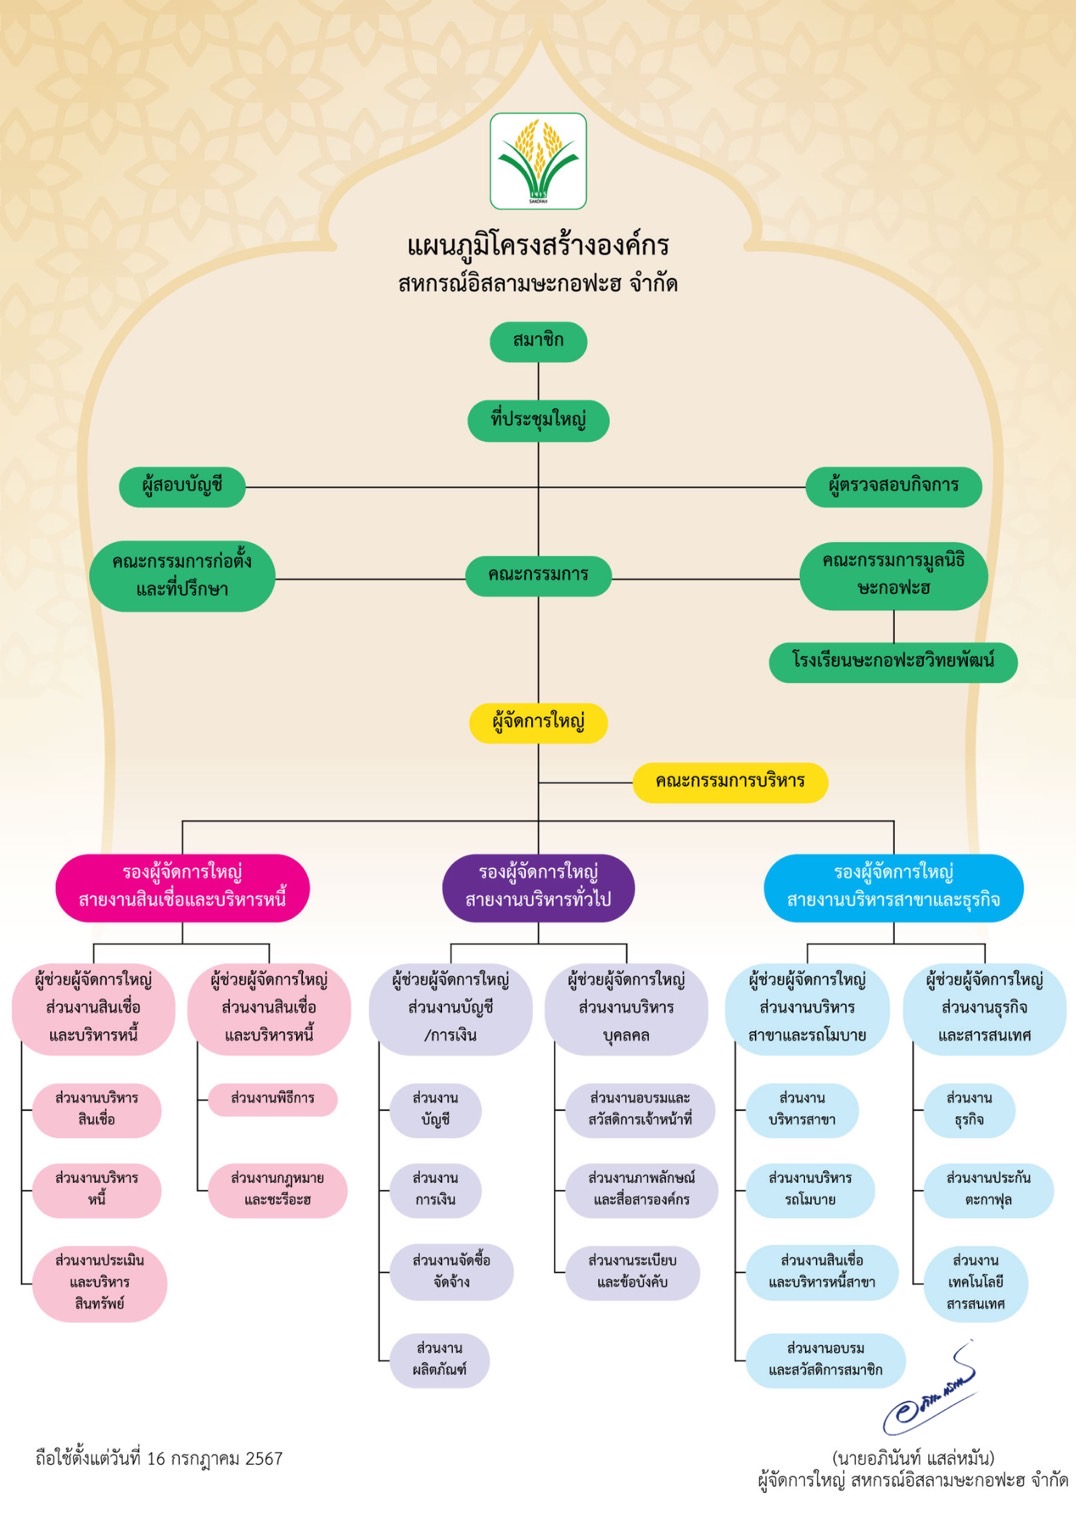 SAKOFAH
แผนภูมิโครงสร้างองค์กร
สหกรณ์อิสลามษะกอฟะฮ จำกัด
สมาชิก
ที่ประชุมใหญ่
ผู้สอบบัญชี
ผู้ตรวจสอบกิจการ
คณะกรรมการก่อตั้ง
และที่ปรึกษา
คณะกรรมการ
คณะกรรมการมูลนิธิ
ษะกอฟะฮ
โรงเรียนษะกอฟะฮวิทยพัฒน์
ผู้จัดการใหญ่
คณะกรรมการบริหาร
รองผู้จัดการใหญ่
สายงานสินเชื่อและบริหารหนี้
รองผู้จัดการใหญ่
สายงานบริหารทั่วไป
รองผู้จัดการใหญ่
สายงานบริหารสาขาและธุรกิจ
ผู้ช่วยผู้จัดการใหญ่
ส่วนงานสินเชื่อ
และบริหารหนี้
ผู้ช่วยผู้จัดการใหญ่
ส่วนงานสินเชื่อ
และบริหารหนี้
ผู้ช่วยผู้จัดการใหญ่
ส่วนงานบัญชี
/การเงิน
ผู้ช่วยผู้จัดการใหญ่
ส่วนงานบริหาร
บุคลคล
ผู้ช่วยผู้จัดการใหญ่
ส่วนงานบริหาร
สาขาและรถโมบาย
ผู้ช่วยผู้จัดการใหญ่
ส่วนงานธุรกิจ
และสารสนเทศ
ส่วนงานบริหาร
สินเชื่อ
ส่วนงานบริหาร
หนี้
ส่วนงานประเมิน
และบริหาร
สินทรัพย์
ส่วนงานพิธีการ
ส่วนงานกฎหมาย
และชะรีอะฮ
ส่วนงาน
บัญชี
ส่วนงาน
การเงิน
ส่วนงานจัดซื้อ
จัดจ้าง
ส่วนงาน
ผลิตภัณฑ์
ส่วนงานอบรมและ
สวัสดิการเจ้าหน้าที่
ส่วนงานภาพลักษณ์
และสื่อสารองค์กร
ส่วนงานระเบียบ
และข้อบังคับ
ส่วนงาน
บริหารสาขา
ส่วนงานบริหาร
รถโมบาย
ส่วนงานสินเชื่อ
และบริหารหนี้สาขา
ส่วนงานอบรม
และสวัสดิการสมาชิก
ส่วนงาน
ธุรกิจ
ส่วนงานประกัน
ตะกาฟุล
ส่วนงาน
เทคโนโลยี
สารสนเทศ
ถือใช้ตั้งแต่วันที่ 16 กรกฎาคม 2567
(นายอภินันท์ แสล่หมัน)
ผู้จัดการใหญ่ สหกรณ์อิสลามษะกอฟะฮ จำกัด